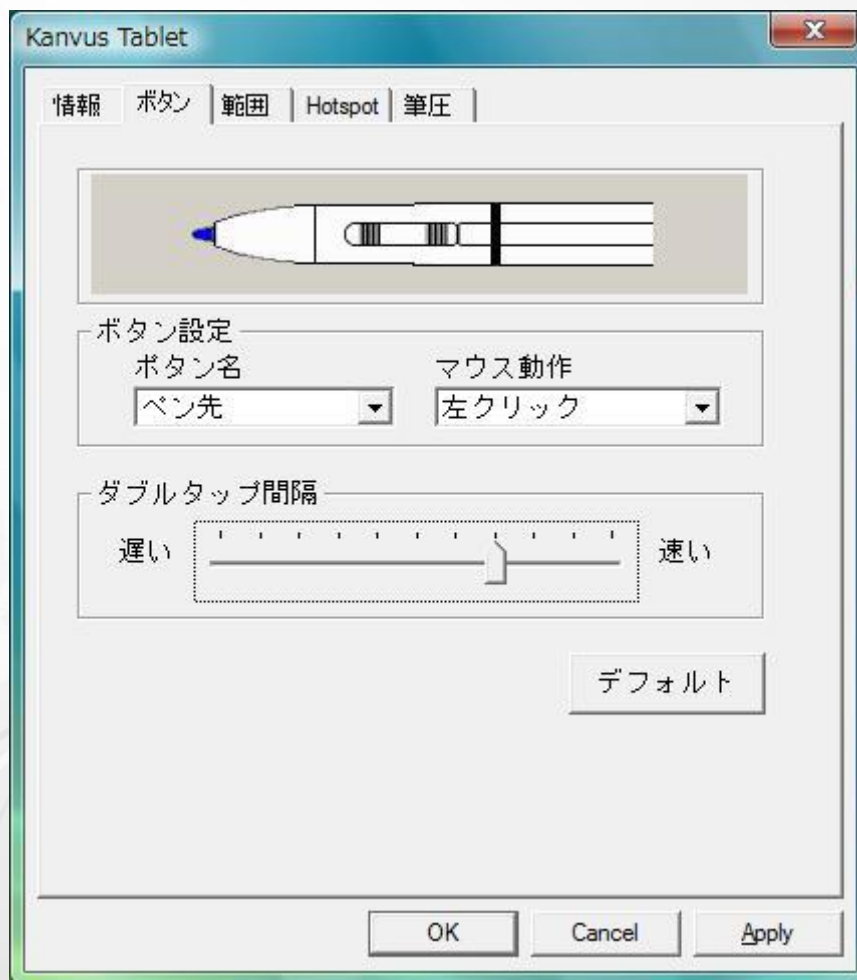 Kanvus Tablet
情報 ボタン 範囲 Hotspot 筆圧
ボタン設定
ボタン名 マウス動作
ペン先 左クリック
ダブルタップ間隔
遅い 速い
デフォルト
OK Cancel Apply